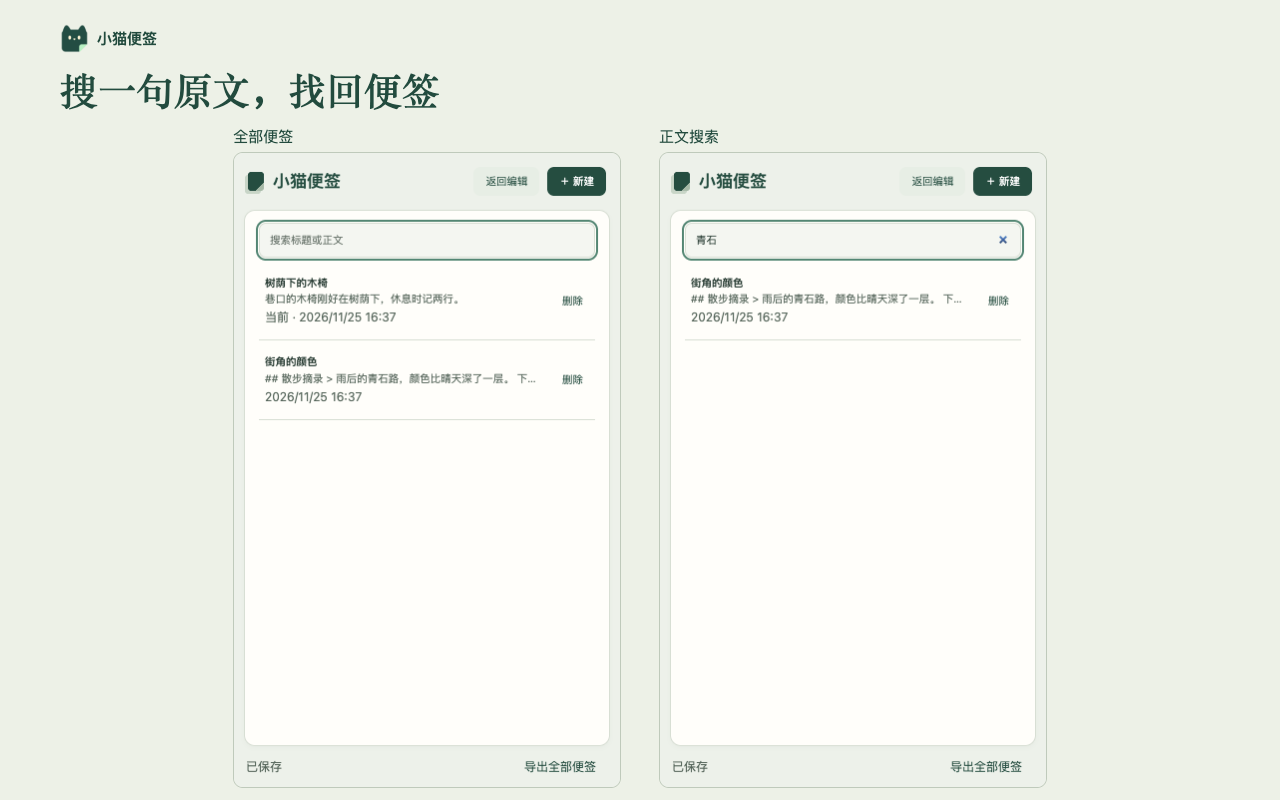 小猫便签
搜一句原文，找回便签
全部便签
小猫便签
返回编辑
+ 新建
搜索标题或正文
树荫下的木椅
巷口的木椅刚好在树荫下，休息时记两行。
删除
当前 · 2026/11/25 16:37
街角的颜色
## 散步摘录 > 雨后的青石路，颜色比晴天深了一层。 下...
删除
2026/11/25 16:37
已保存
导出全部便签
正文搜索
小猫便签
返回编辑
+ 新建
青石
×
街角的颜色
## 散步摘录 > 雨后的青石路，颜色比晴天深了一层。 下...
删除
2026/11/25 16:37
已保存
导出全部便签